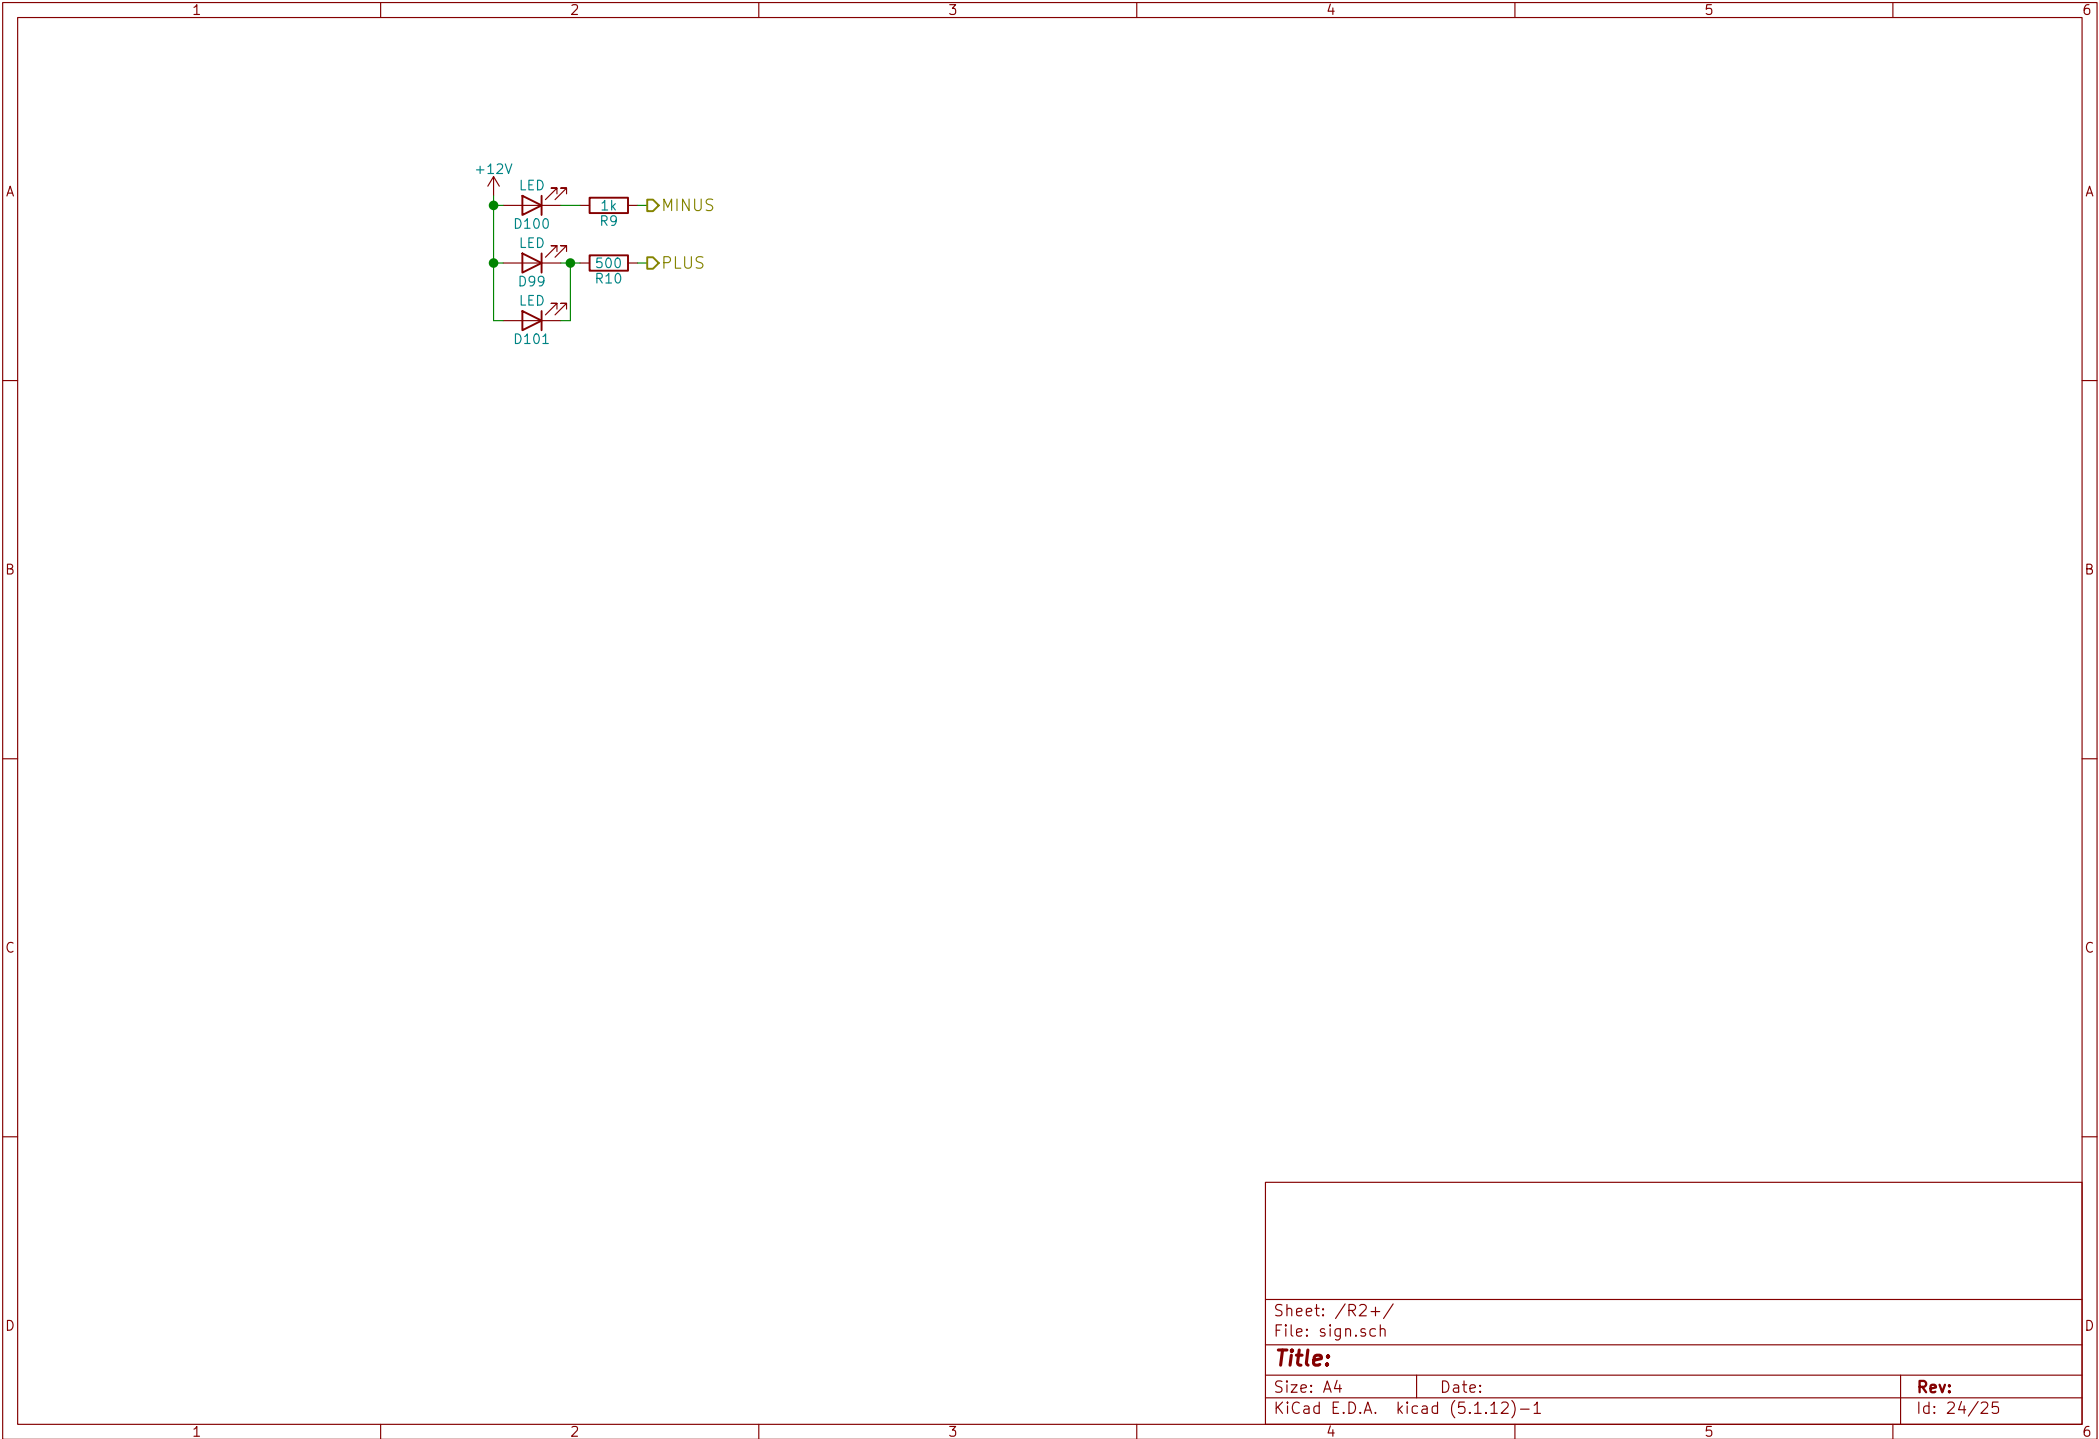 1 2 3 4 5 6
+12V
A LED A
1k MINUS
D100 R9
LED
500 PLUS
D99 R10
LED
D101
B B
C C
Sheet: /R2+/
D File: sign.sch D
Title:
Size: A4 Date: Rev:
KiCad E.D.A. kicad (5.1.12)-1 Id: 24/25
1 2 3 4 5 6